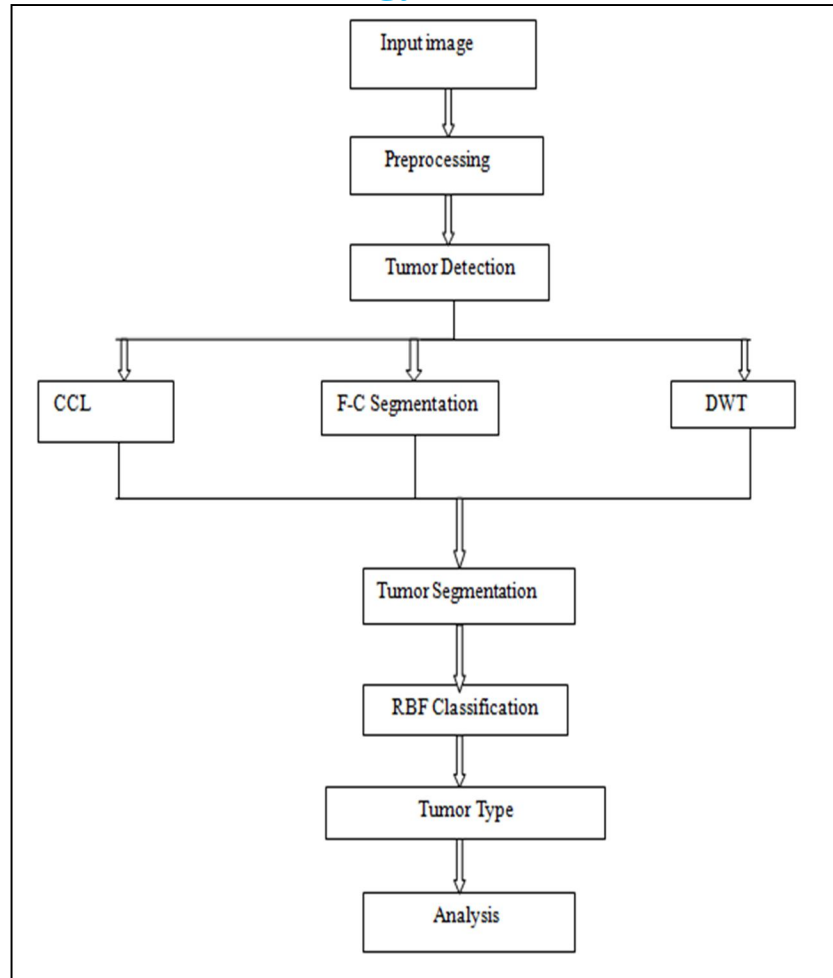 Input image
Preprocessing
Tumor Detection
CCL
F-C Segmentation
DWT
Tumor Segmentation
RBF Classification
Tumor Type
Analysis